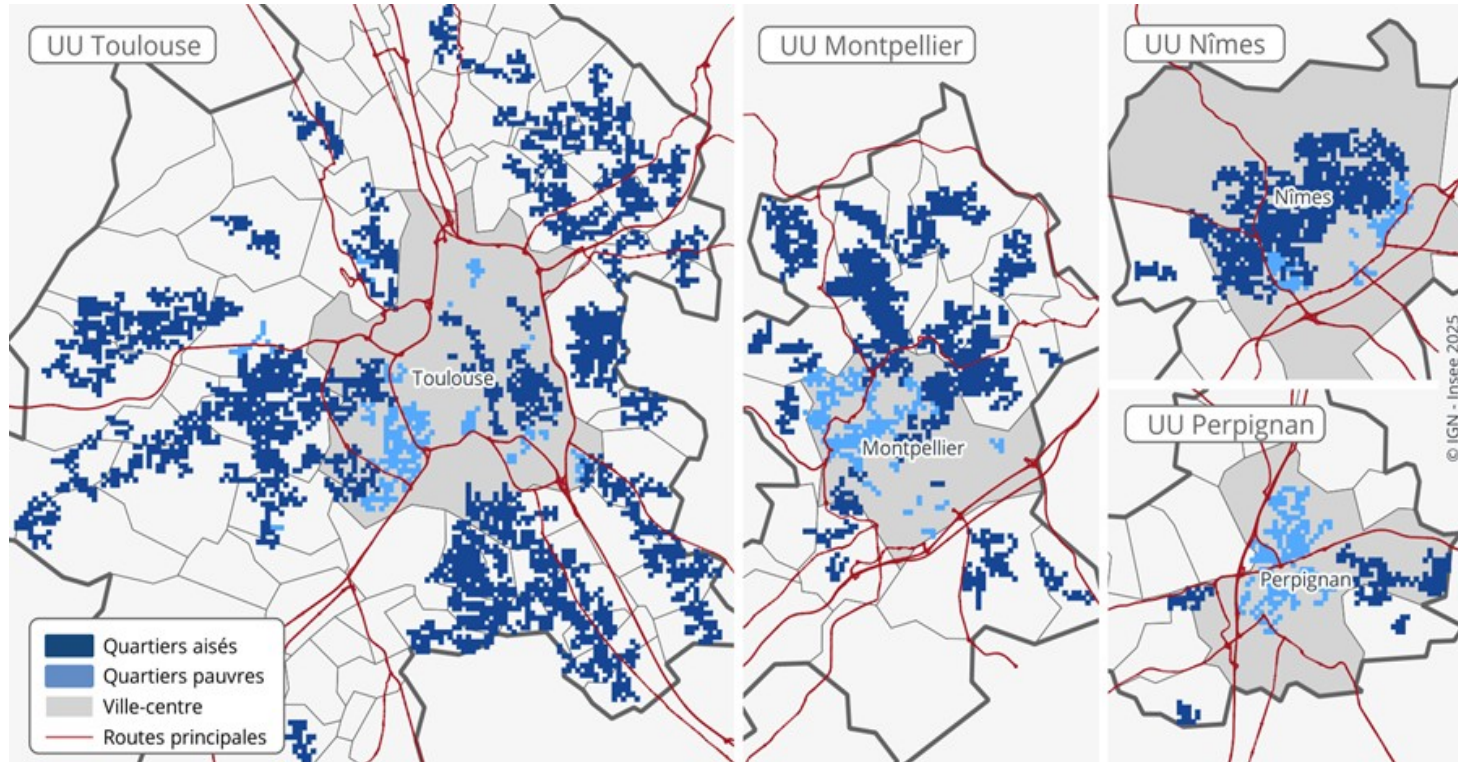 UU Toulouse
Toulouse
Quartiers aisés
Quartiers pauvres
Ville-centre
Routes principales
UU Montpellier
Montpellier
UU Nîmes
Nîmes
UU Perpignan
Perpignan
© IGN - Insee 2025